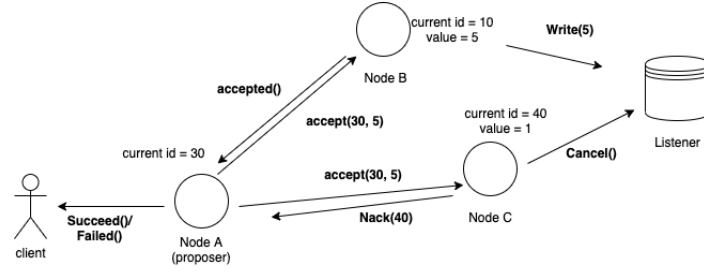 current id = 10
value = 5
Write(5)
Node B
accepted()
accept(30, 5)
current id = 40
value = 1
Listener
current id = 30
Cancel()
accept(30, 5)
Nack(40)
Node C
Succeed()/
Failed()
client
Node A
(proposer)